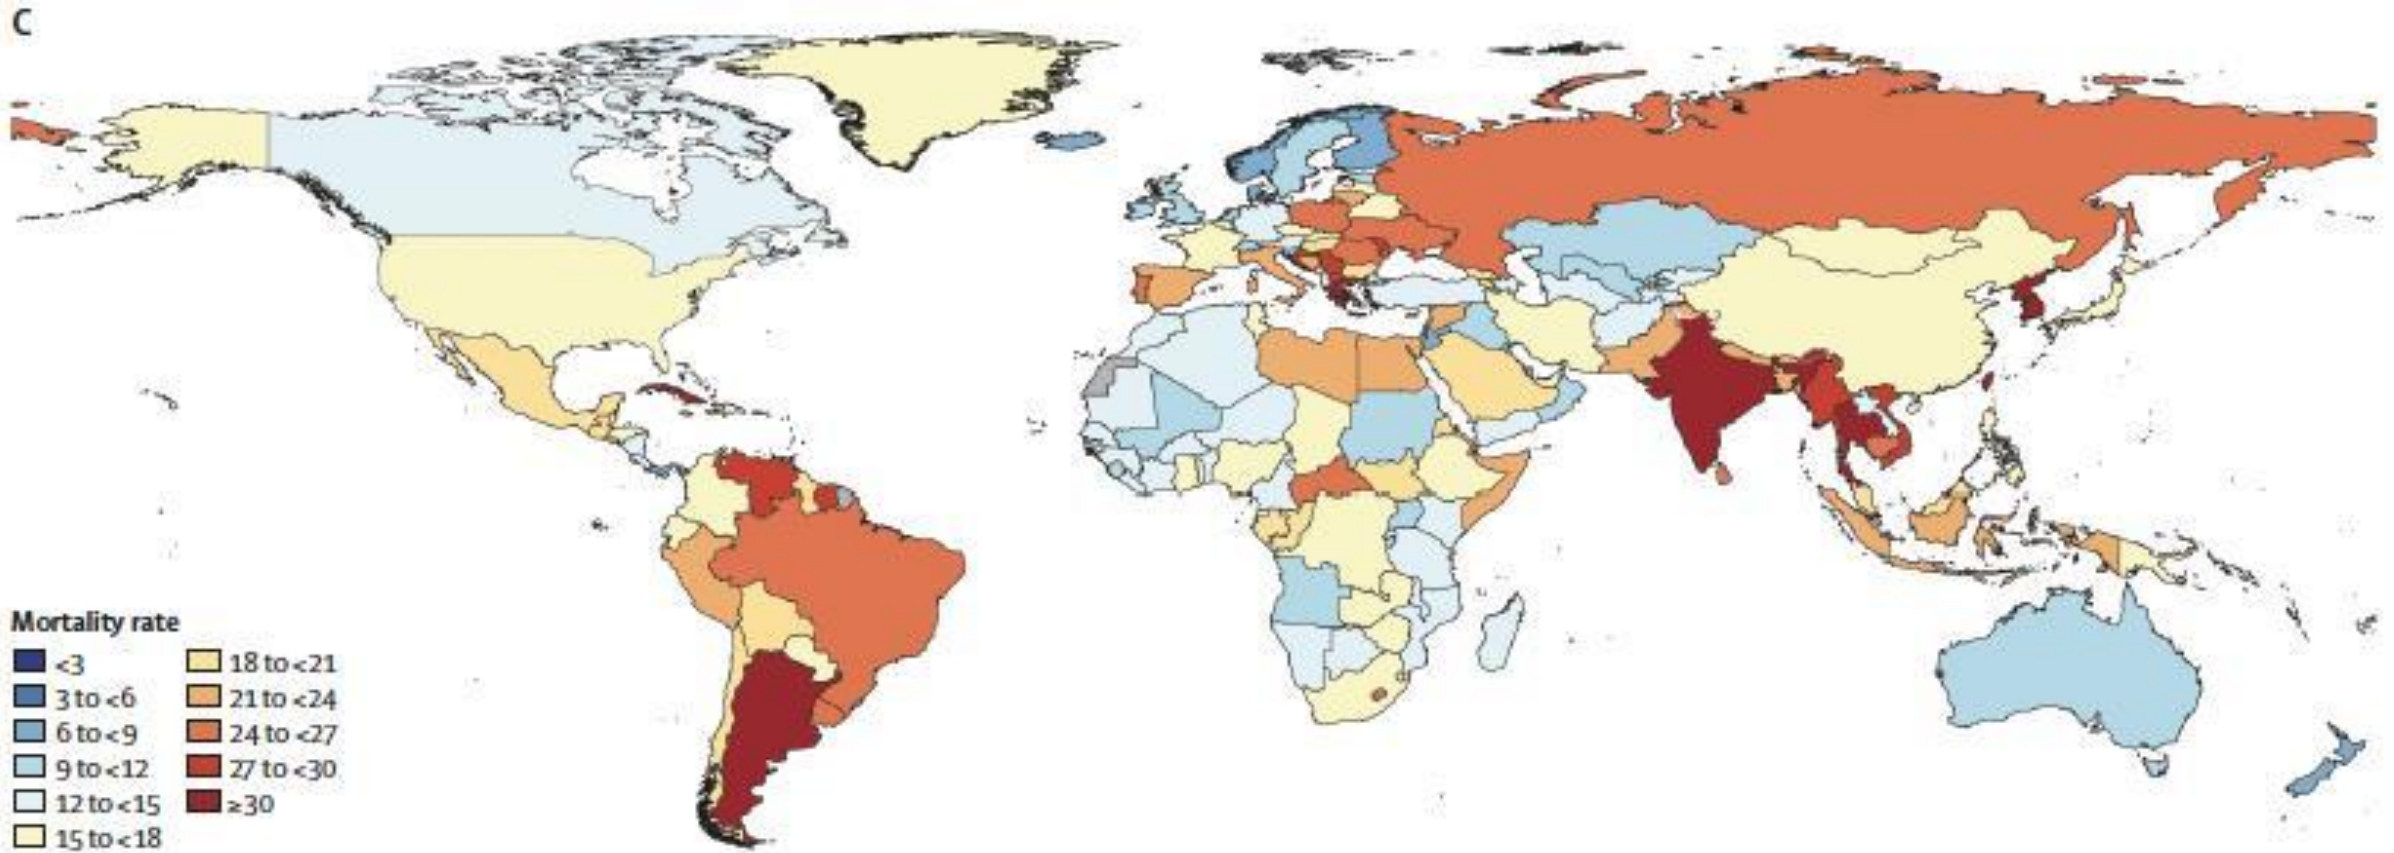 C
Mortality rate
<3
3 to <6
6 to <9
9 to <12
12 to <15
15 to <18
18 to <21
21 to <24
24 to <27
27 to <30
≥30